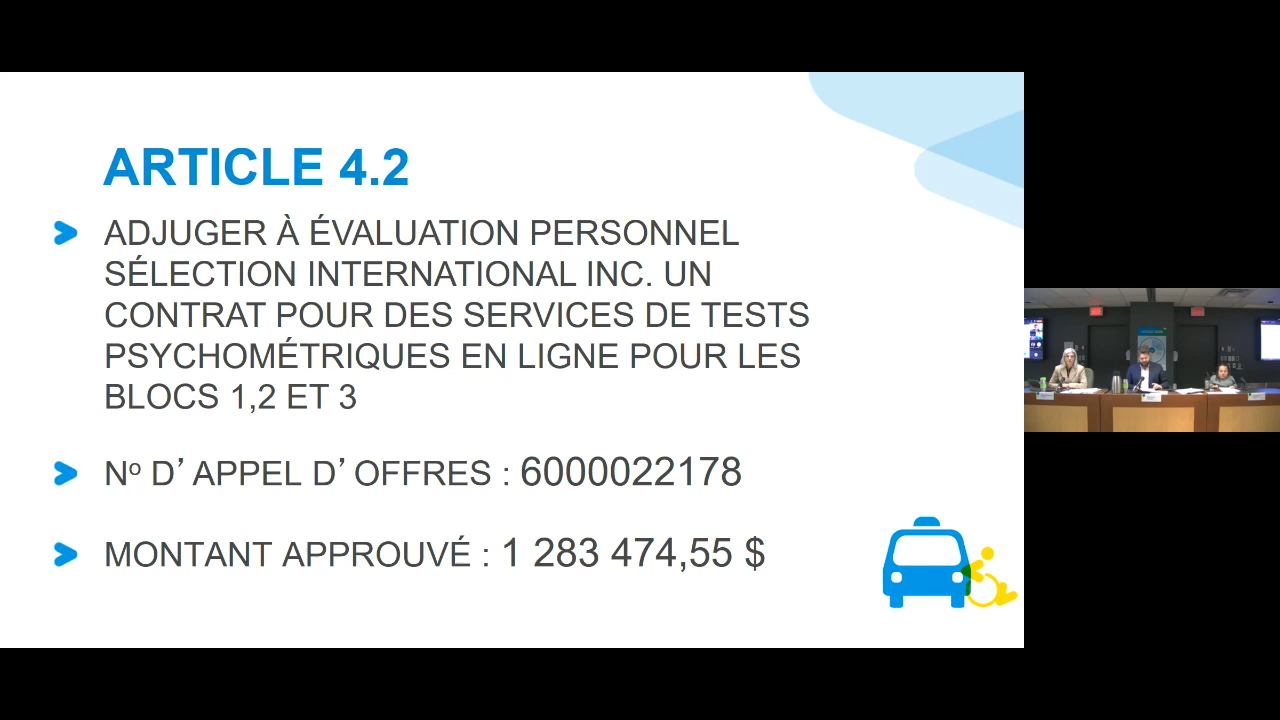 ARTICLE 4.2
ADJUGER À ÉVALUATION PERSONNEL
SÉLECTION INTERNATIONAL INC. UN
CONTRAT POUR DES SERVICES DE TESTS
PSYCHOMÉTRIQUES EN LIGNE POUR LES
BLOCS 1,2 ET 3
Nº D’APPEL D’OFFRES : 6000022178
MONTANT APPROUVÉ : 1 283 474,55 $